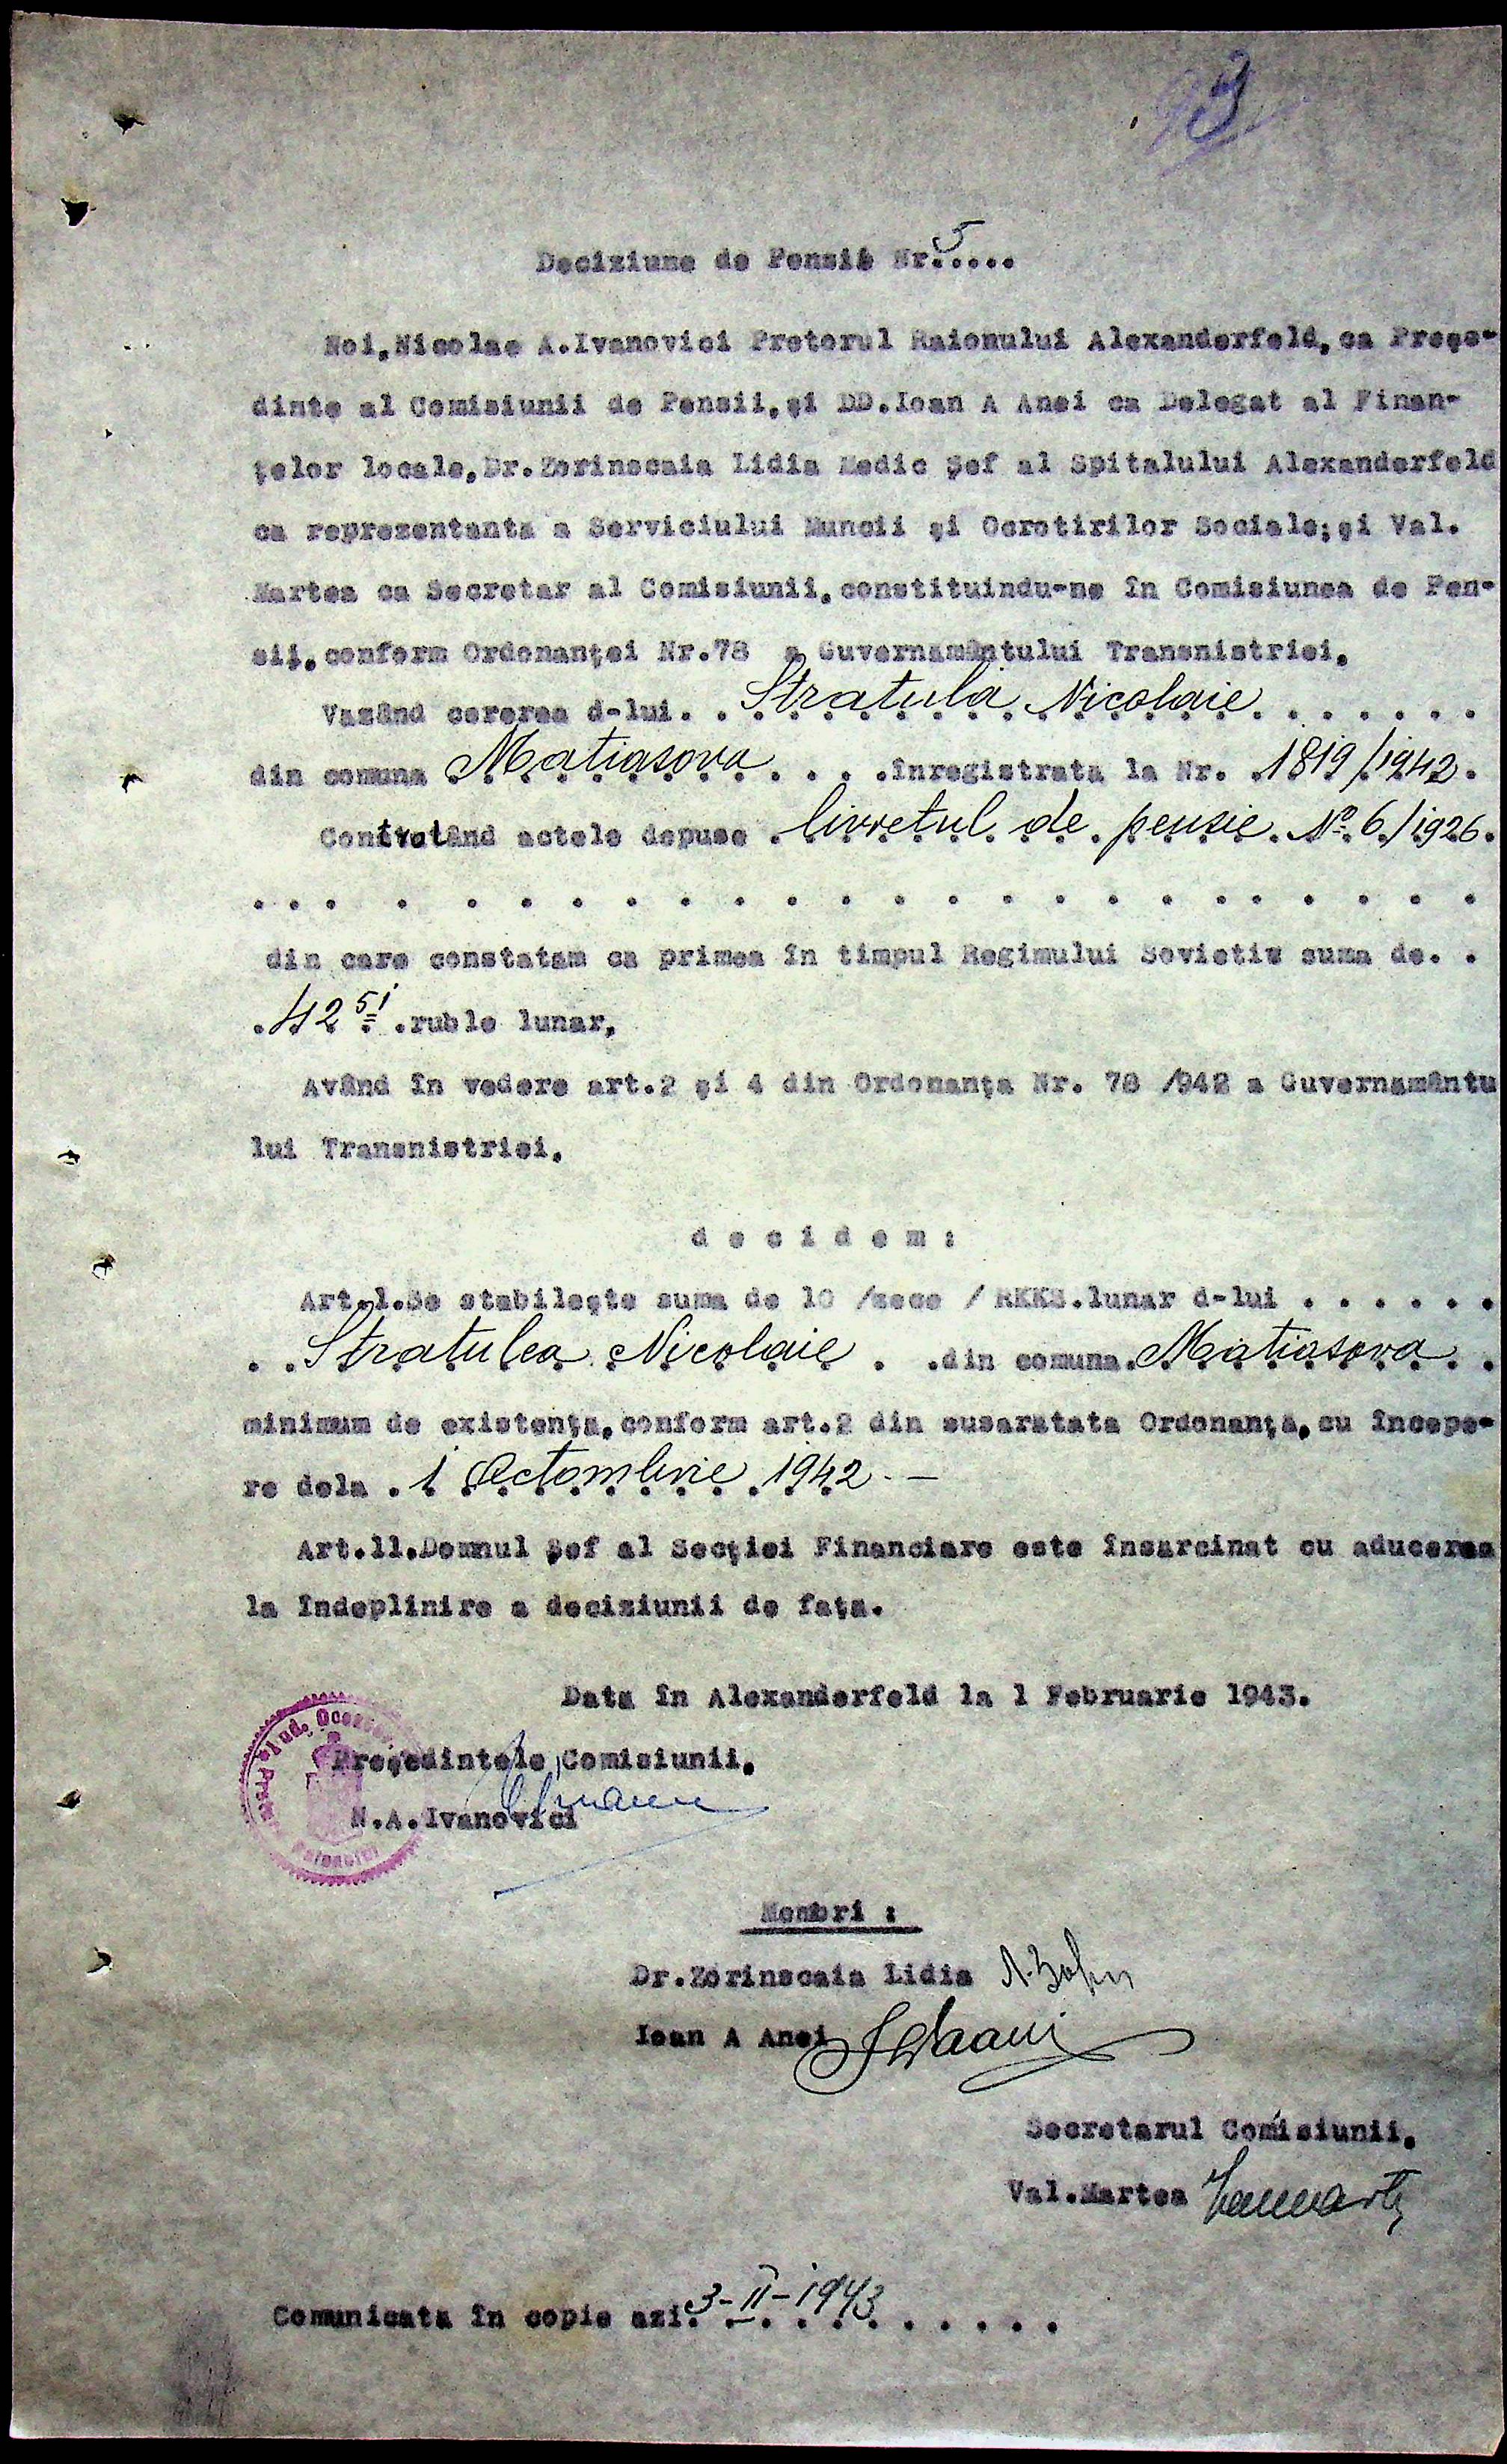 3
Deciziune de Pensie Nr.5....
Noi,Nicolae A.Ivanovici Pretorul Raionului Alexanderfeld,ca Preşe-
dinte al Comisiunii de Pensii,şi DD.Ioan A Anei ca Delegat al Finan-
ţelor locale,Dr.Zorinscaia Lidia Medic Şef al Spitalului Alexanderfeld
ca reprezentanta a Serviciului Muncii şi Ocrotirilor Sociale;şi Val.
Martea ca Secretar al Comisiunii,constituindu-ne în Comisiunea de Pen-
sii,conform Ordonanţei Nr.78 a Guvernamântului Transnistriei.
Vazând cererea d-lui. . Stratula Nicolaie . . . . . .
din comuna Matiasova . . . .înregistrata la Nr. 1819/1942.
Controlând actele depuse . livretul de pensie No 6/1926.
. . . . . . . . . . . . . . . . . . . . . . . .
din care constatam ca primea în timpul Regimului Sovietiv suma de. .
.42 51 .ruble lunar,
Având în vedere art.2 şi 4 din Ordonanţa Nr. 78 /942 a Guvernamântu
lui Transnistriei.
d e c i d e m :
Art.1.Se stabileşte suma de 10 /zece / RKKS.lunar d-lui . . . . . .
. .Stratulea Nicolaie . .din comuna.Matiasova . .
minimum de existenţa,conform art.2 din susaratata Ordonanţa,cu începe-
re dela . 1 Octombrie 1942.-
Art.11.Domnul Şef al Secţiei Financiare este însarcinat cu aducerea
la îndeplinire a deciziunii de faţa.
Data în Alexanderfeld la 1 Februarie 1943.
Preşedintele Comisiunii,
N.A.Ivanovici
Membri :
Dr.Zorinscaia Lidia
Ioan A Anei
Secretarul Comisiunii,
Val.Martea
Comunicata în copie azi.3-II-1943 . . . . .